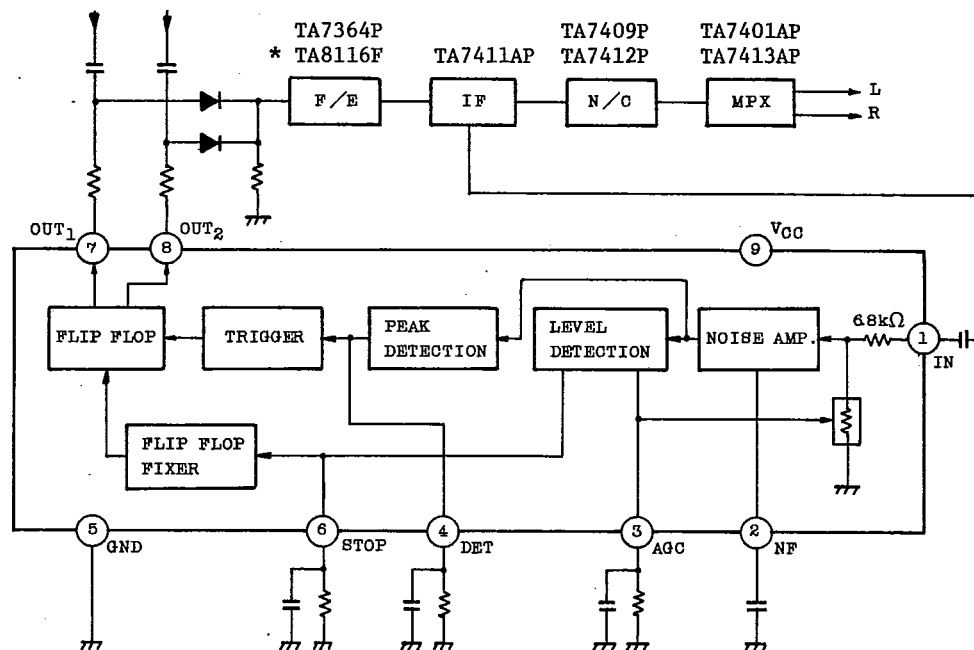 TA7364P
* TA8116F
TA7411AP
TA7409P
TA7412P
TA7401AP
TA7413AP
F/E
IF
N/C
MPX
L
R
OUT1
7
8
OUT2
9
VCC
FLIP FLOP
TRIGGER
PEAK
DETECTION
LEVEL
DETECTION
NOISE AMP.
6.8kΩ
1
IN
FLIP FLOP
FIXER
5
GND
6
STOP
4
DET
3
AGC
2
NF